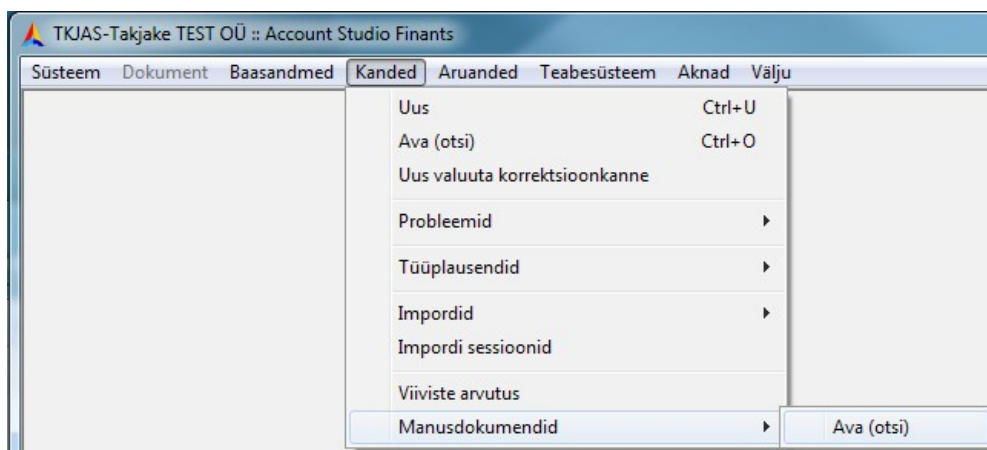 TKJAS-Takjake TEST OÜ :: Account Studio Finants
Süsteem Dokument Baasandmed Kanded Aruanded Teabesüsteem Aknad Välju
Uus Ctrl+U
Ava (otsi) Ctrl+O
Uus valuuta korrektsioonkanne
Probleemid
Tüüplausendid
Impordid
Impordi sessioonid
Viiviste arvutus
Manusdokumendid Ava (otsi)